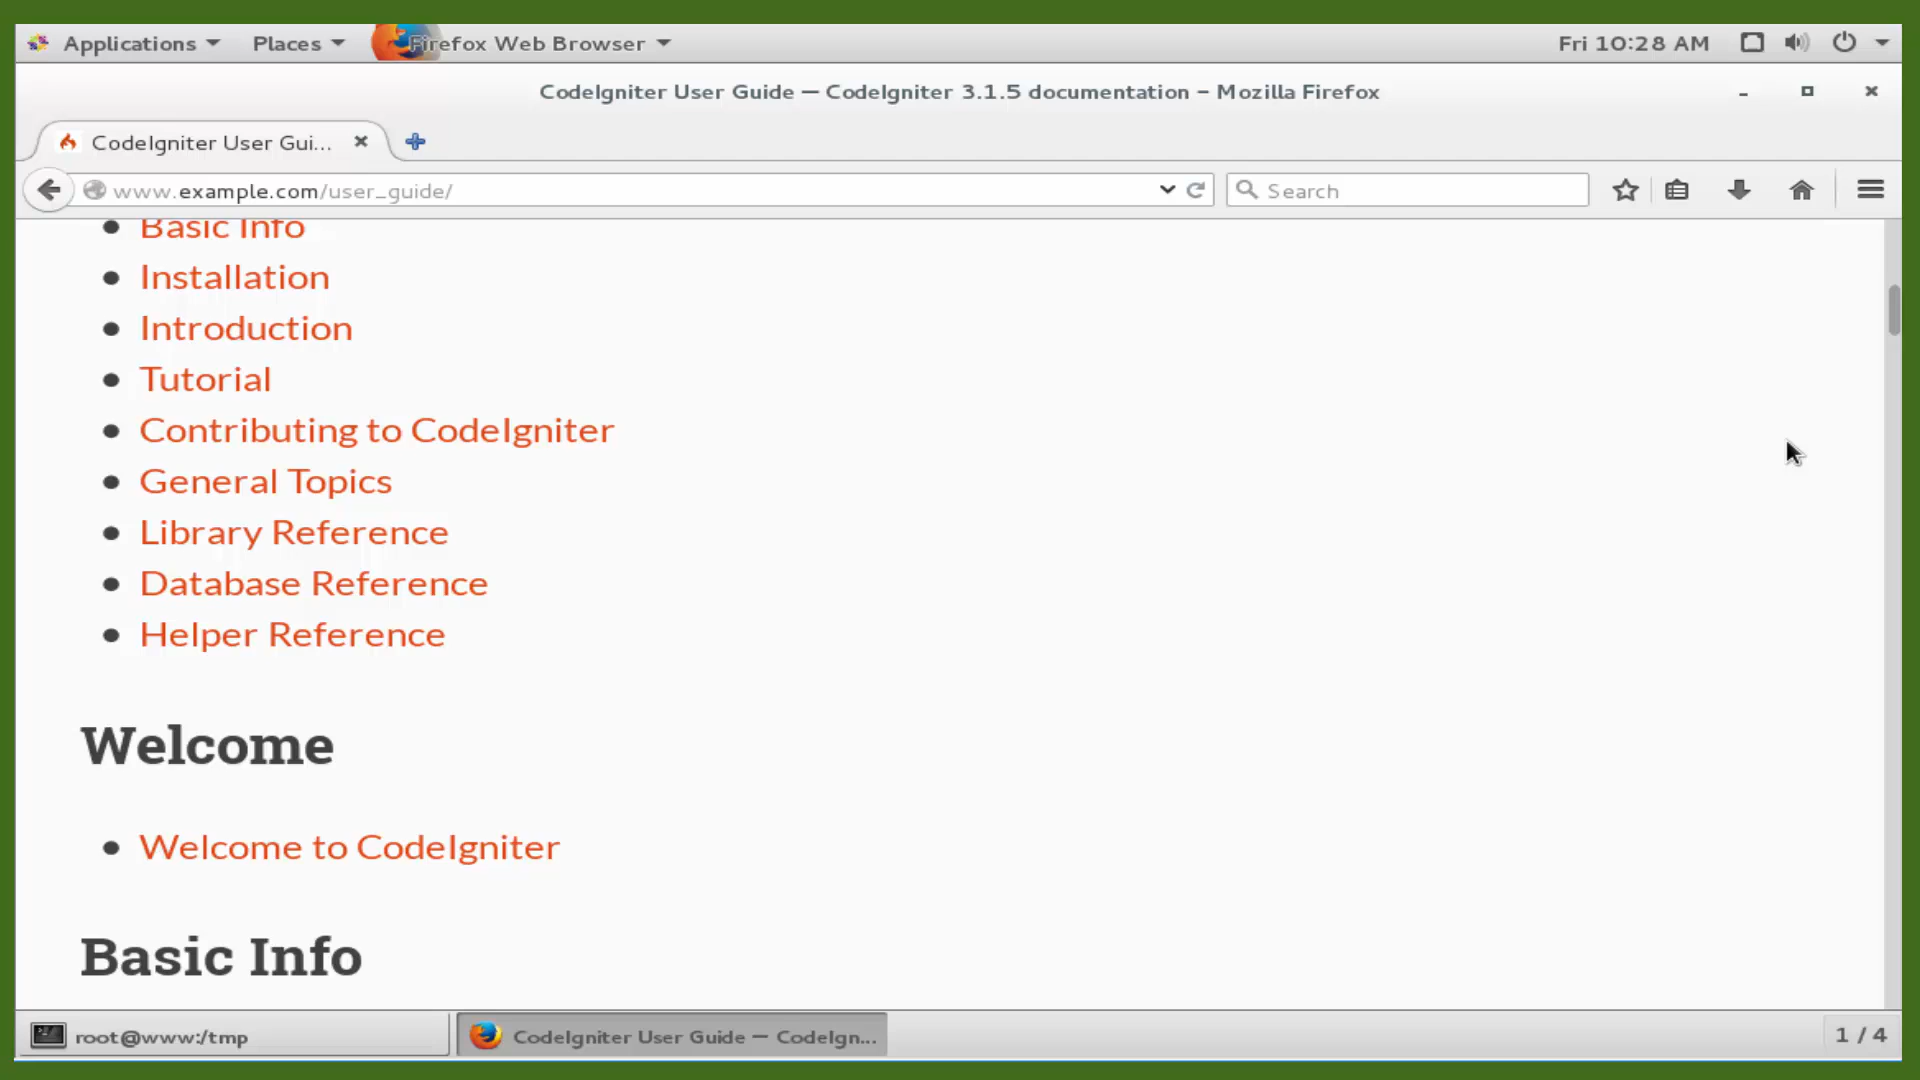 Applications Places Firefox Web Browser Fri 10:28 AM
CodeIgniter User Guide — CodeIgniter 3.1.5 documentation - Mozilla Firefox
CodeIgniter User Gui...
www.example.com/user_guide/ Search
Basic Info
Installation
Introduction
Tutorial
Contributing to CodeIgniter
General Topics
Library Reference
Database Reference
Helper Reference
Welcome
Welcome to CodeIgniter
Basic Info
root@www:/tmp CodeIgniter User Guide — CodeIgn... 1 / 4